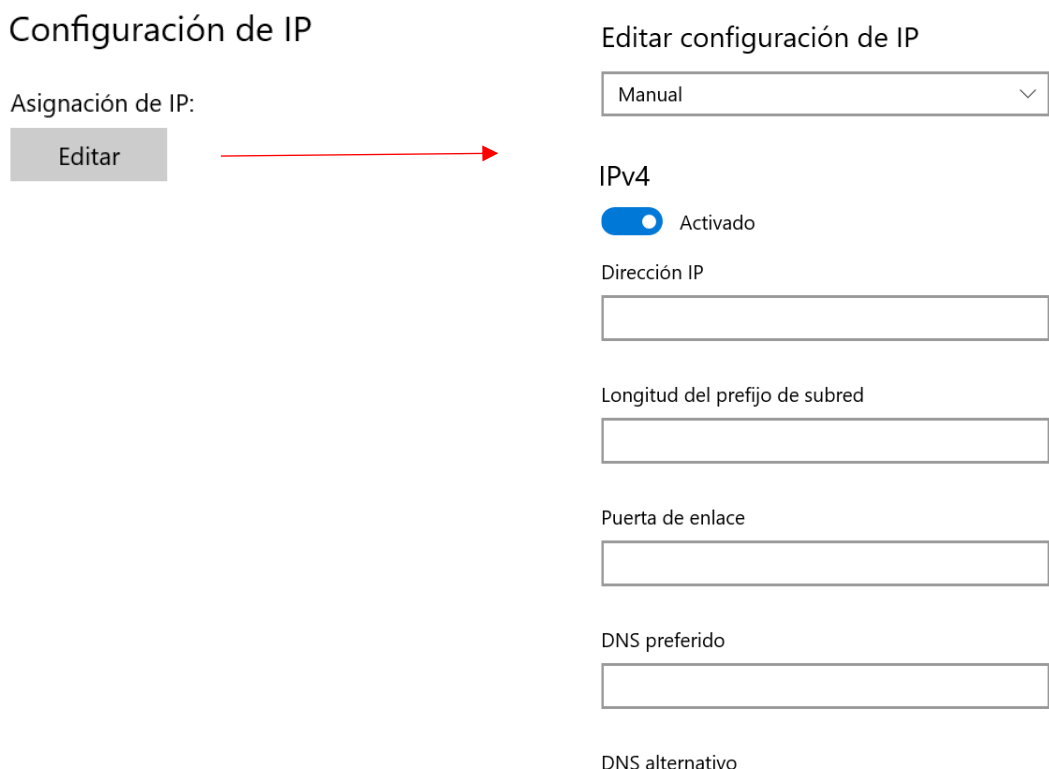 Configuración de IP
Asignación de IP:
Editar
Editar configuración de IP
Manual
IPv4
Activado
Dirección IP
Longitud del prefijo de subred
Puerta de enlace
DNS preferido
DNS alternativo